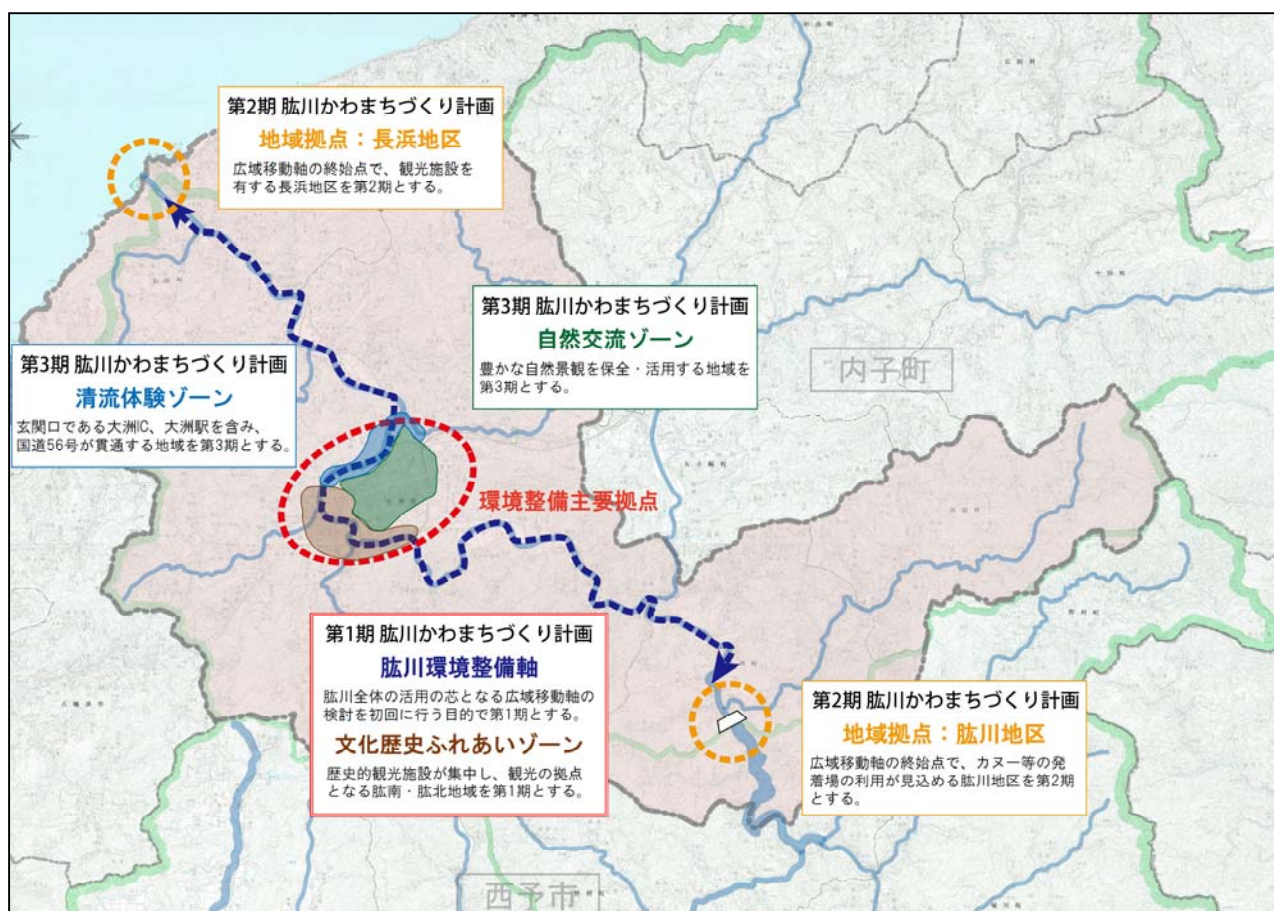 第2期 肱川かわまちづくり計画
地域拠点：長浜地区
広域移動軸の終始点で、観光施設を
有する長浜地区を第2期とする。
第3期 肱川かわまちづくり計画
自然交流ゾーン
豊かな自然景観を保全・活用する地域を
第3期とする。
内子町
第3期 肱川かわまちづくり計画
清流体験ゾーン
玄関口である大洲IC、大洲駅を含み、
国道56号が貫通する地域を第3期とする。
環境整備主要拠点
第1期 肱川かわまちづくり計画
肱川環境整備軸
肱川全体の活用の芯となる広域移動軸の
検討を初回に行う目的で第1期とする。
文化歴史ふれあいゾーン
歴史的観光施設が集中し、観光の拠点
となる肱南・肱北地域を第1期とする。
第2期 肱川かわまちづくり計画
地域拠点：肱川地区
広域移動軸の終始点で、カヌー等の発
着場の利用が見込める肱川地区を第2期
とする。
八幡浜市
野村町
西予市